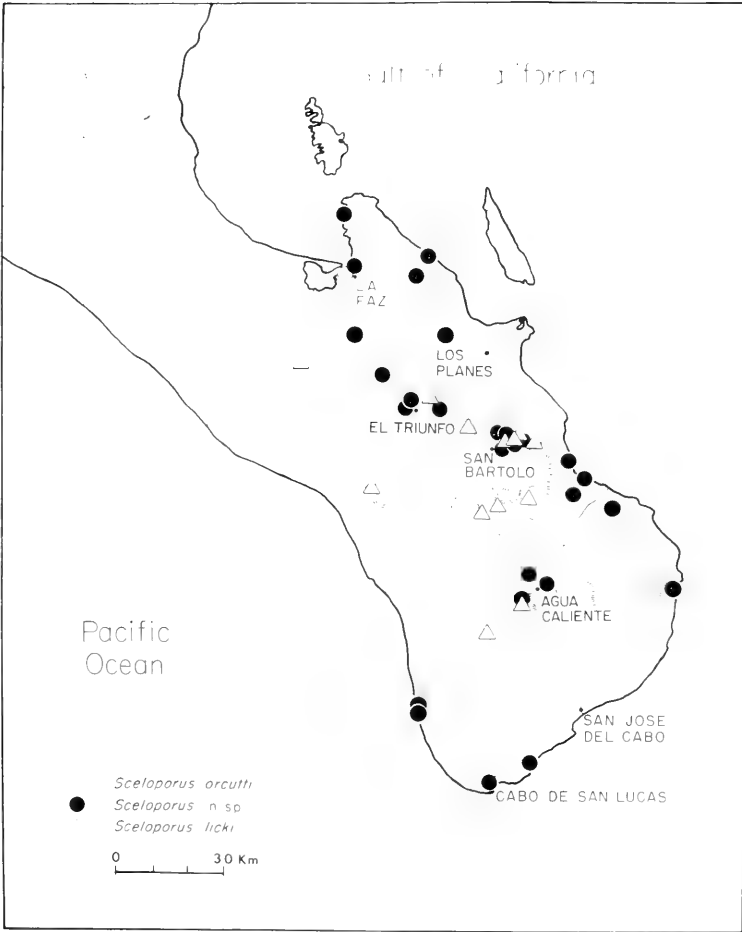 Pacific
Ocean
LOS
PLANES
EL TRIUNFO
SAN
BARTOLO
AGUA
CALIENTE
SAN JOSE
DEL CABO
CABO DE SAN LUCAS
Sceloporus orcutti
Sceloporus n sp
Sceloporus licki
0 30 Km